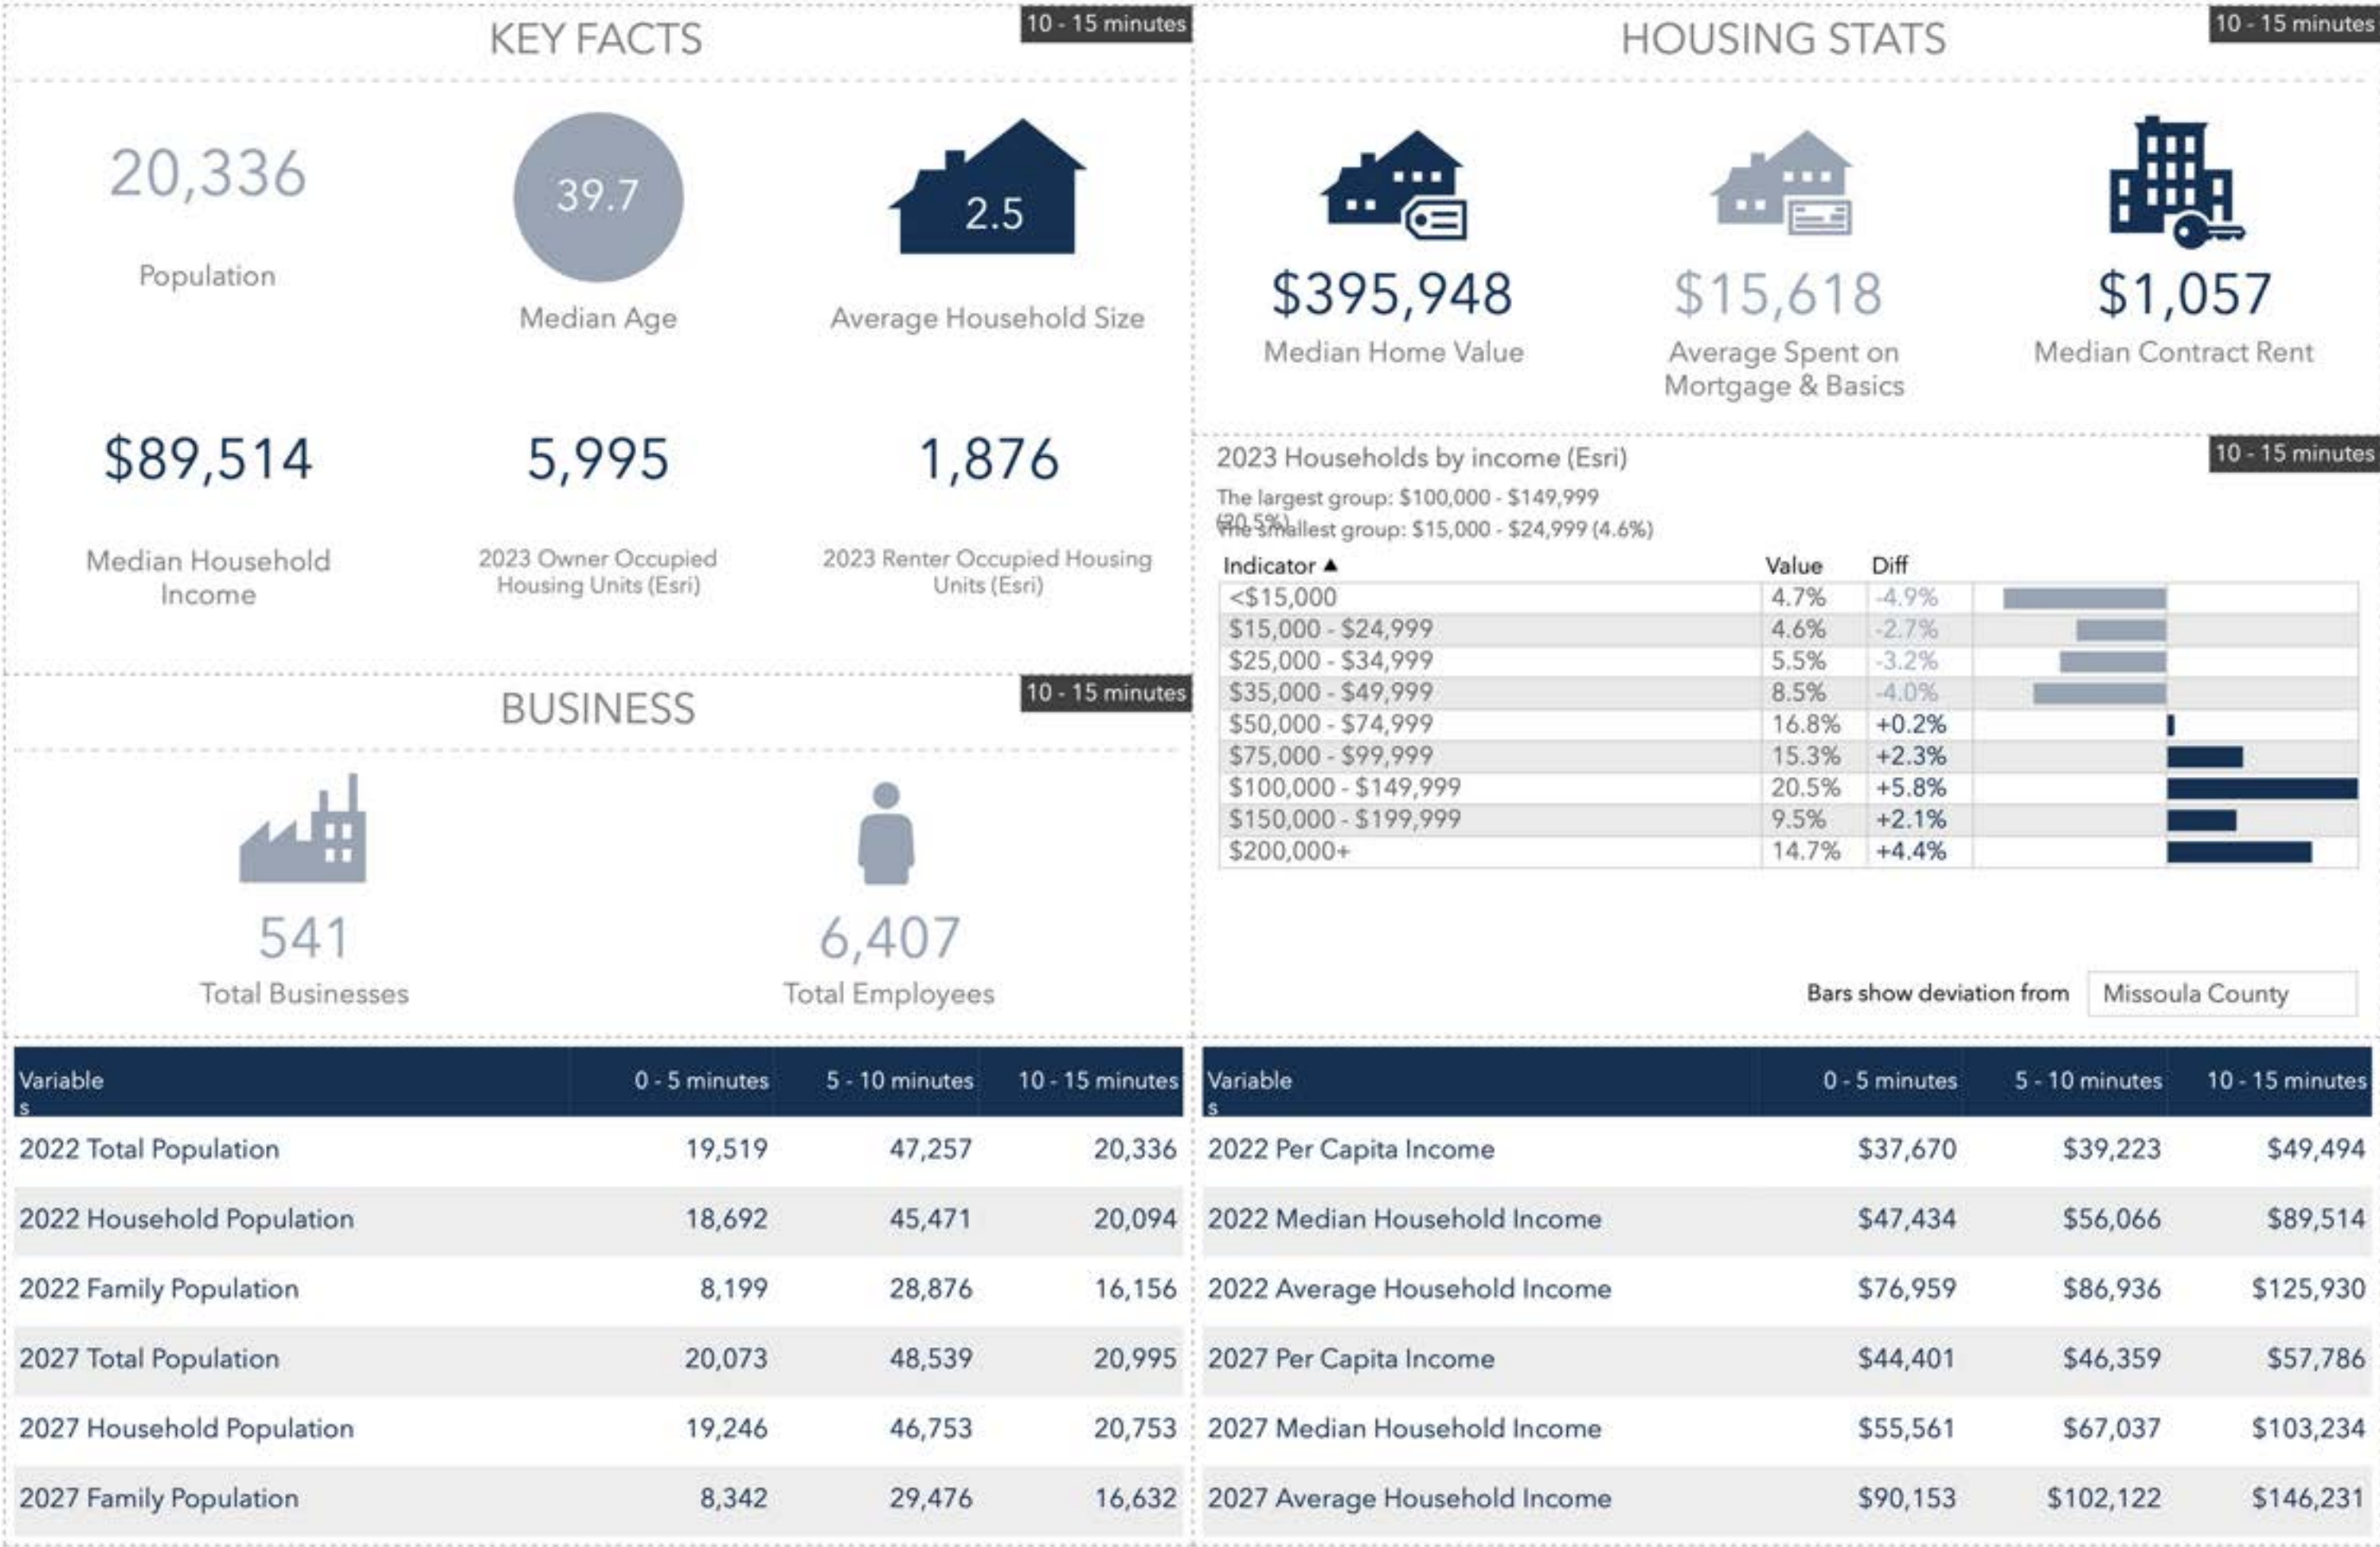 KEY FACTS
10 - 15 minutes
20,336
Population
39.7
Median Age
2.5
Average Household Size
$89,514
Median Household
Income
5,995
2023 Owner Occupied
Housing Units (Esri)
1,876
2023 Renter Occupied Housing
Units (Esri)
BUSINESS
10 - 15 minutes
541
Total Businesses
6,407
Total Employees
HOUSING STATS
10 - 15 minutes
$395,948
Median Home Value
$15,618
Average Spent on
Mortgage & Basics
$1,057
Median Contract Rent
2023 Households by income (Esri)
10 - 15 minutes
The largest group: $100,000 - $149,999
(20.5%)
The smallest group: $15,000 - $24,999 (4.6%)
Indicator ▲ Value Diff
<$15,000 4.7% -4.9%
$15,000 - $24,999 4.6% -2.7%
$25,000 - $34,999 5.5% -3.2%
$35,000 - $49,999 8.5% -4.0%
$50,000 - $74,999 16.8% +0.2%
$75,000 - $99,999 15.3% +2.3%
$100,000 - $149,999 20.5% +5.8%
$150,000 - $199,999 9.5% +2.1%
$200,000+ 14.7% +4.4%
Bars show deviation from Missoula County
Variable 0 - 5 minutes 5 - 10 minutes 10 - 15 minutes
s
2022 Total Population 19,519 47,257 20,336
2022 Household Population 18,692 45,471 20,094
2022 Family Population 8,199 28,876 16,156
2027 Total Population 20,073 48,539 20,995
2027 Household Population 19,246 46,753 20,753
2027 Family Population 8,342 29,476 16,632
Variable 0 - 5 minutes 5 - 10 minutes 10 - 15 minutes
s
2022 Per Capita Income $37,670 $39,223 $49,494
2022 Median Household Income $47,434 $56,066 $89,514
2022 Average Household Income $76,959 $86,936 $125,930
2027 Per Capita Income $44,401 $46,359 $57,786
2027 Median Household Income $55,561 $67,037 $103,234
2027 Average Household Income $90,153 $102,122 $146,231